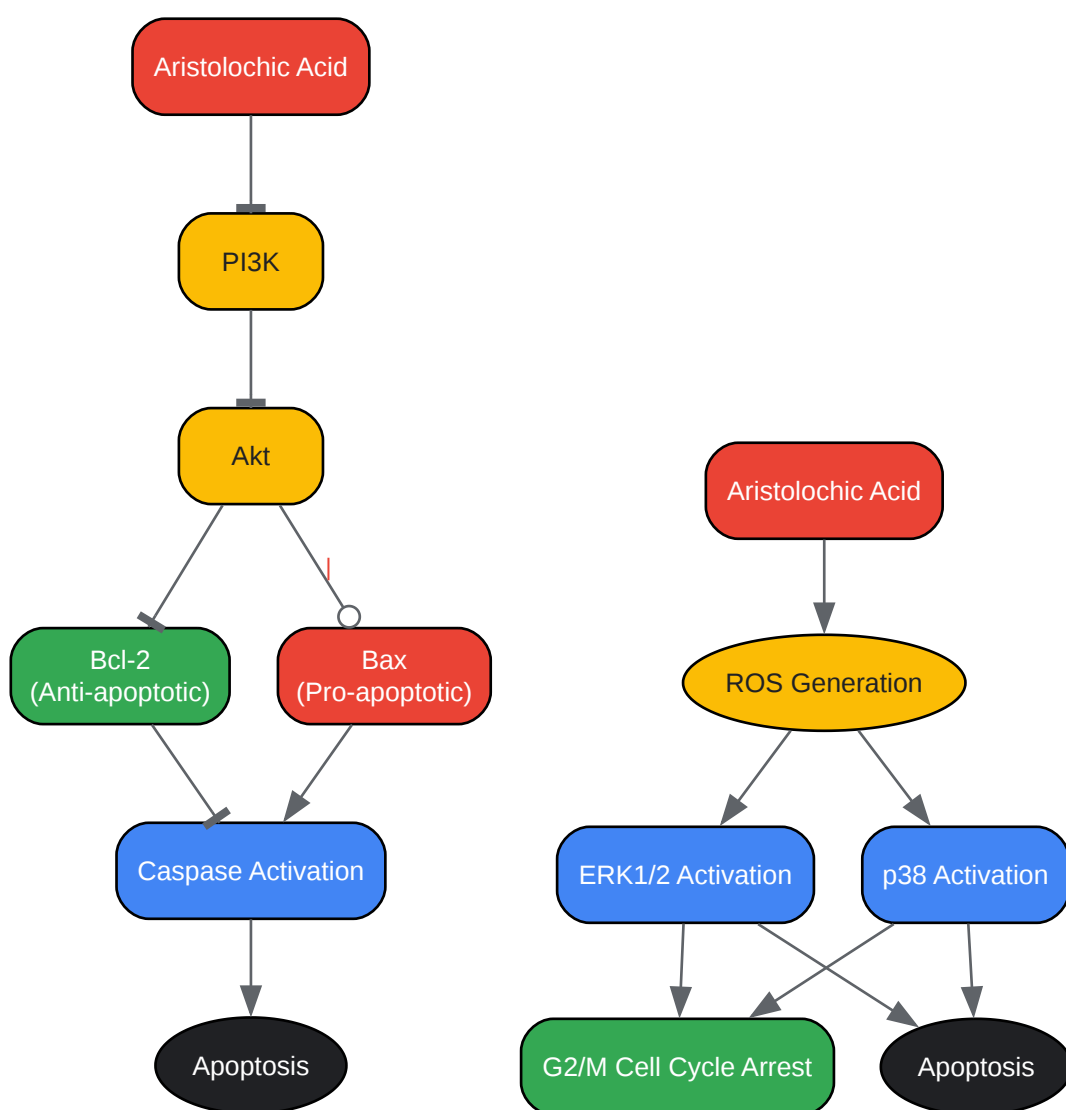 Aristolochic Acid
PI3K
Akt
|
Bcl-2
(Anti-apoptotic)
Bax
(Pro-apoptotic)
Caspase Activation
Apoptosis
Aristolochic Acid
ROS Generation
ERK1/2 Activation
p38 Activation
G2/M Cell Cycle Arrest
Apoptosis